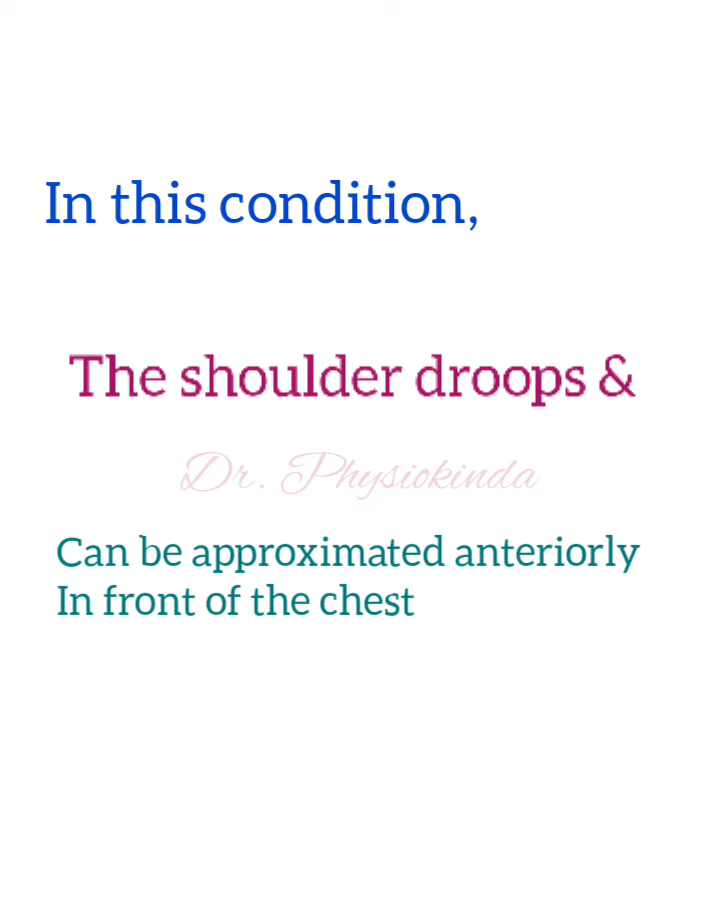 In this condition,
The shoulder droops &
Dr. Physiokinda
Can be approximated anteriorly
In front of the chest